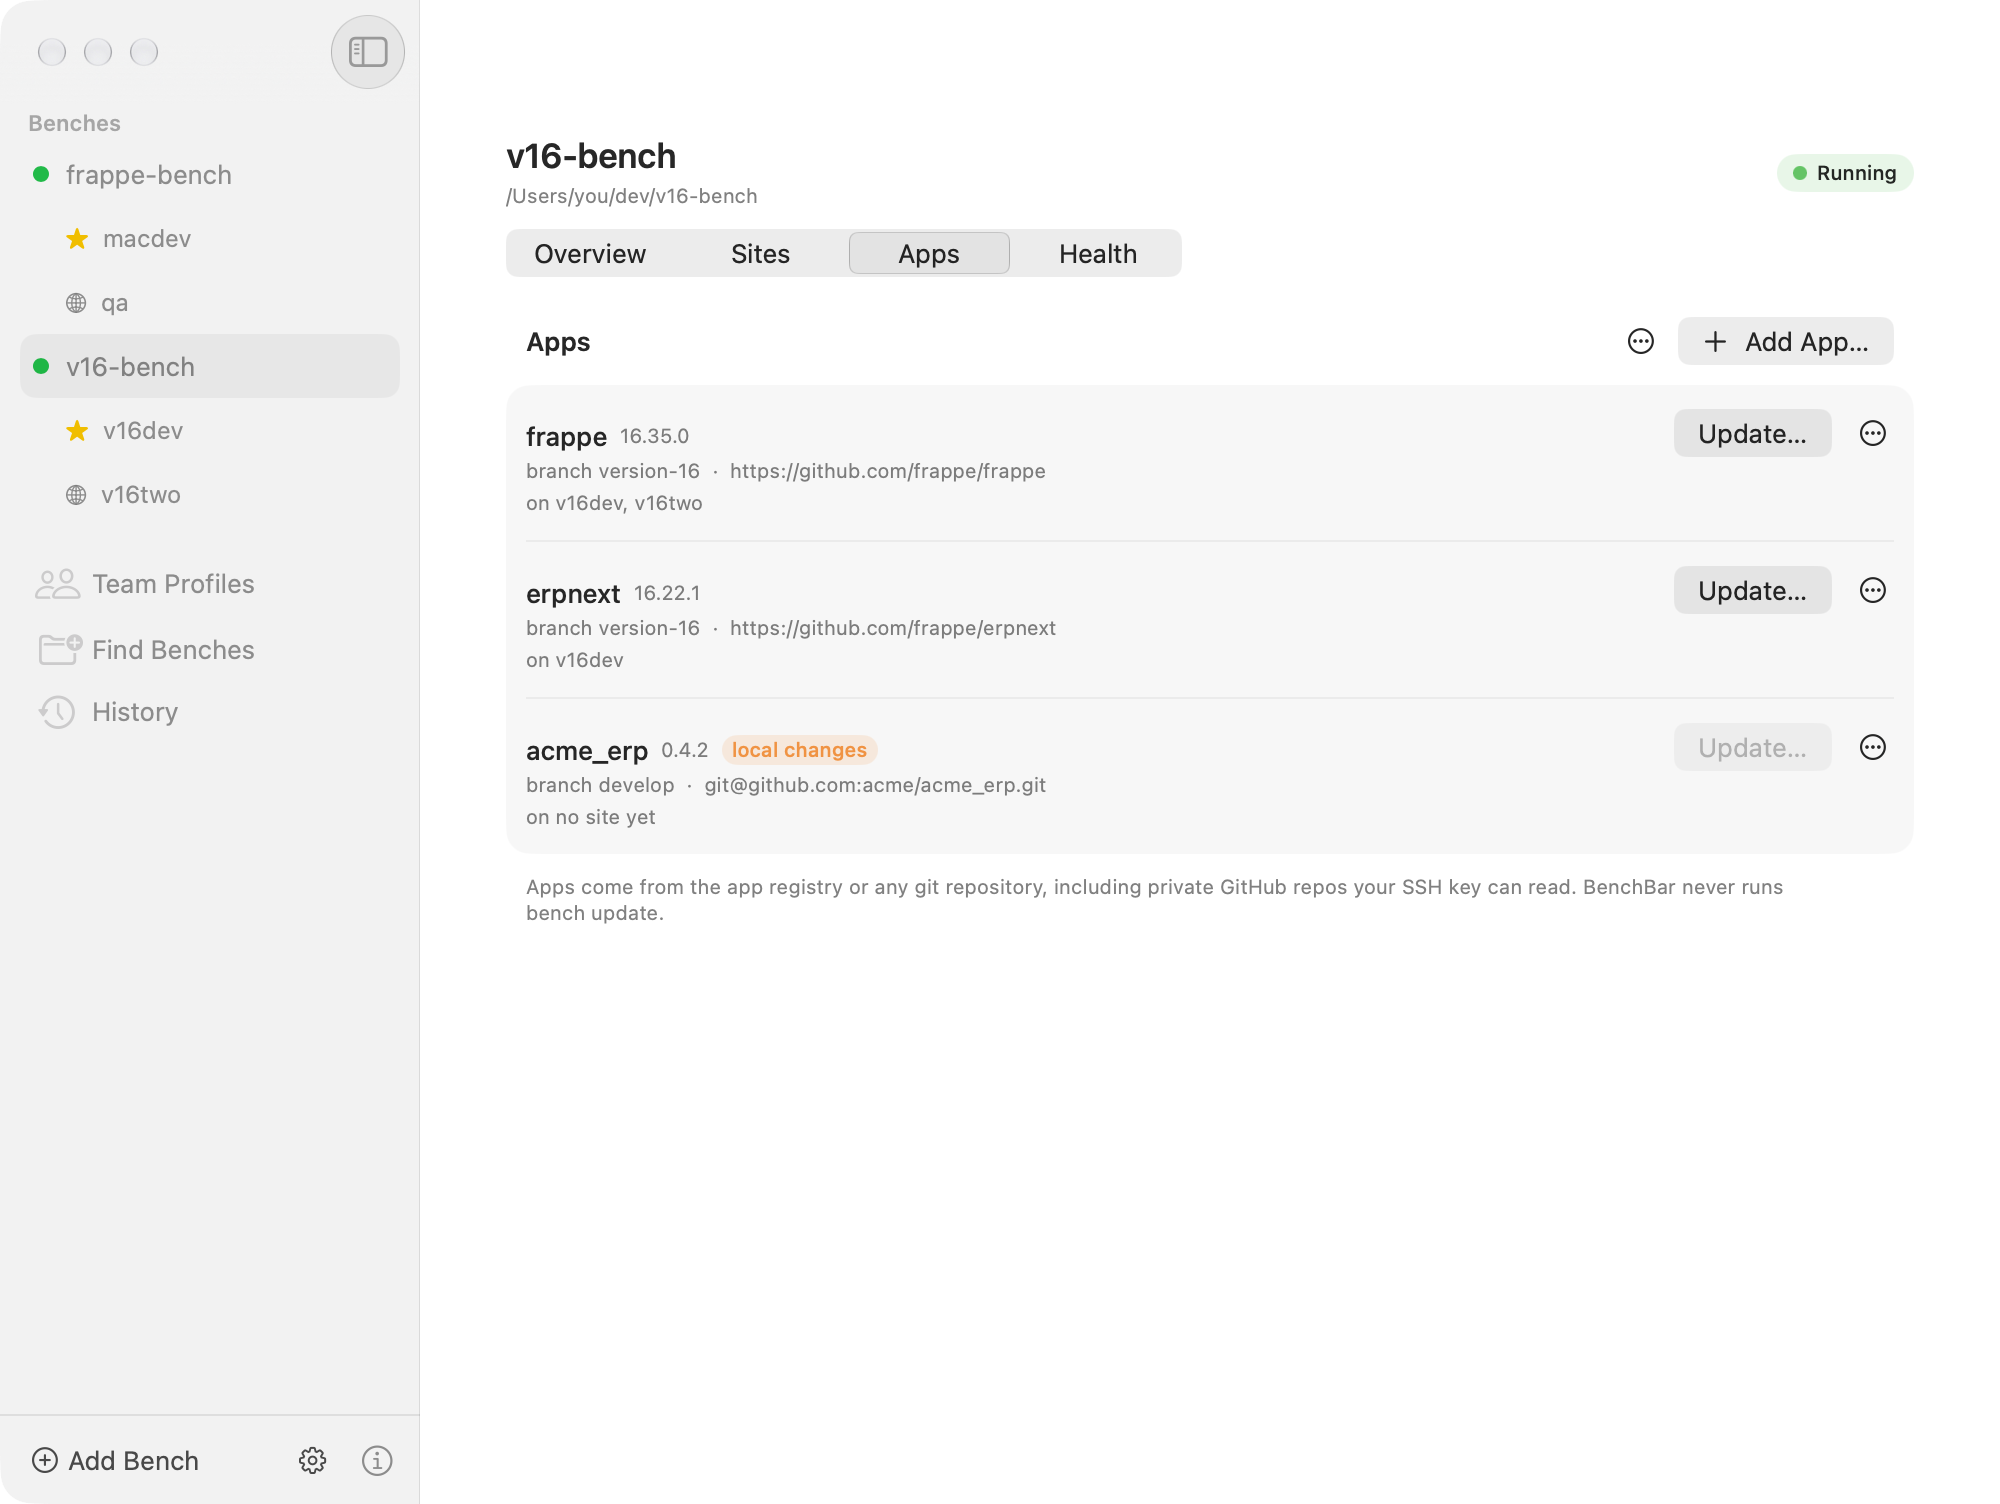 Benches
frappe-bench
macdev
qa
v16-bench
v16dev
v16two
Team Profiles
Find Benches
History
Add Bench
v16-bench
/Users/you/dev/v16-bench
Running
Overview Sites Apps Health
Apps
Add App...
frappe 16.35.0
Update...
branch version-16 · https://github.com/frappe/frappe
on v16dev, v16two
erpnext 16.22.1
Update...
branch version-16 · https://github.com/frappe/erpnext
on v16dev
acme_erp 0.4.2 local changes
Update...
branch develop · git@github.com:acme/acme_erp.git
on no site yet
Apps come from the app registry or any git repository, including private GitHub repos your SSH key can read. BenchBar never runs
bench update.